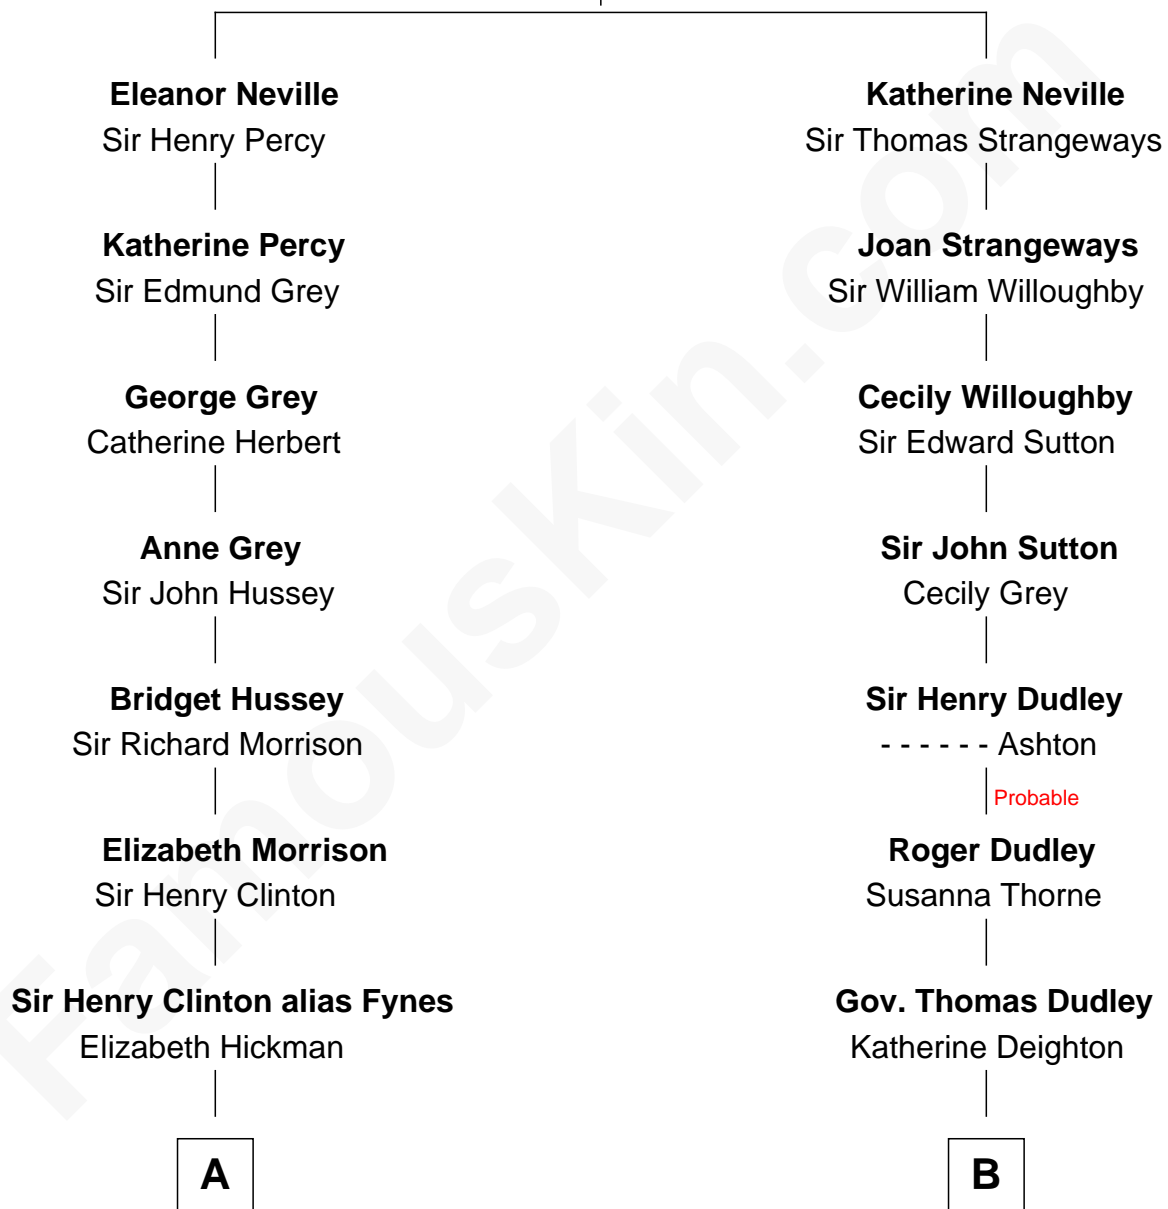 Eleanor Neville
Sir Henry Percy
Katherine Percy
Sir Edmund Grey
George Grey
Catherine Herbert
Anne Grey
Sir John Hussey
Bridget Hussey
Sir Richard Morrison
Elizabeth Morrison
Sir Henry Clinton
Sir Henry Clinton alias Fynes
Elizabeth Hickman
A
Katherine Neville
Sir Thomas Strangeways
Joan Strangeways
Sir William Willoughby
Cecily Willoughby
Sir Edward Sutton
Sir John Sutton
Cecily Grey
Sir Henry Dudley
- - - - - - Ashton
Probable
Roger Dudley
Susanna Thorne
Gov. Thomas Dudley
Katherine Deighton
B
FamousKin.com